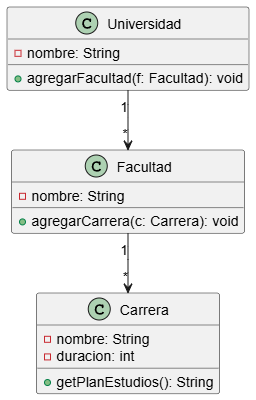 C Universidad
nombre: String
agregarFacultad(f: Facultad): void
1
*
C Facultad
nombre: String
agregarCarrera(c: Carrera): void
1
*
C Carrera
nombre: String
duracion: int
getPlanEstudios(): String